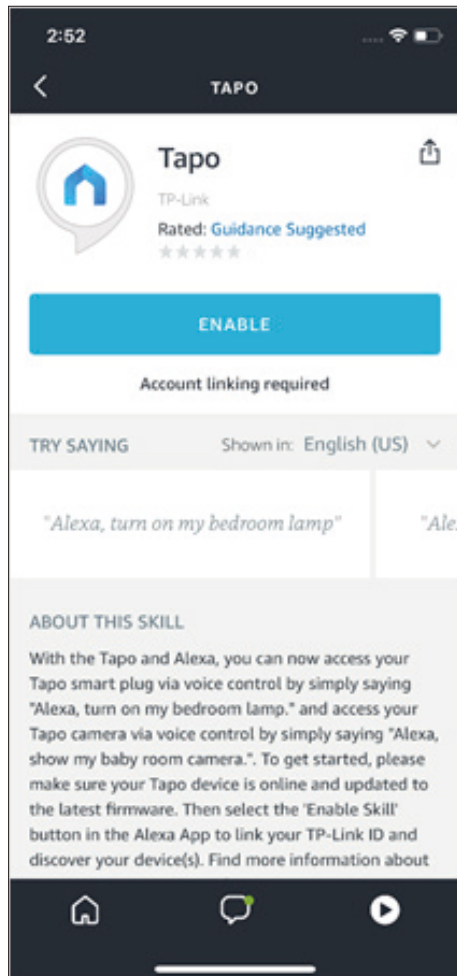 2:52
TAPO
Tapo
TP-Link
Rated: Guidance Suggested
ENABLE
Account linking required
TRY SAYING Shown in: English (US)
"Alexa, turn on my bedroom lamp" "Ale
ABOUT THIS SKILL
With the Tapo and Alexa, you can now access your
Tapo smart plug via voice control by simply saying
"Alexa, turn on my bedroom lamp." and access your
Tapo camera via voice control by simply saying "Alexa,
show my baby room camera.". To get started, please
make sure your Tapo device is online and updated to
the latest firmware. Then select the 'Enable Skill'
button in the Alexa App to link your TP-Link ID and
discover your device(s). Find more information about